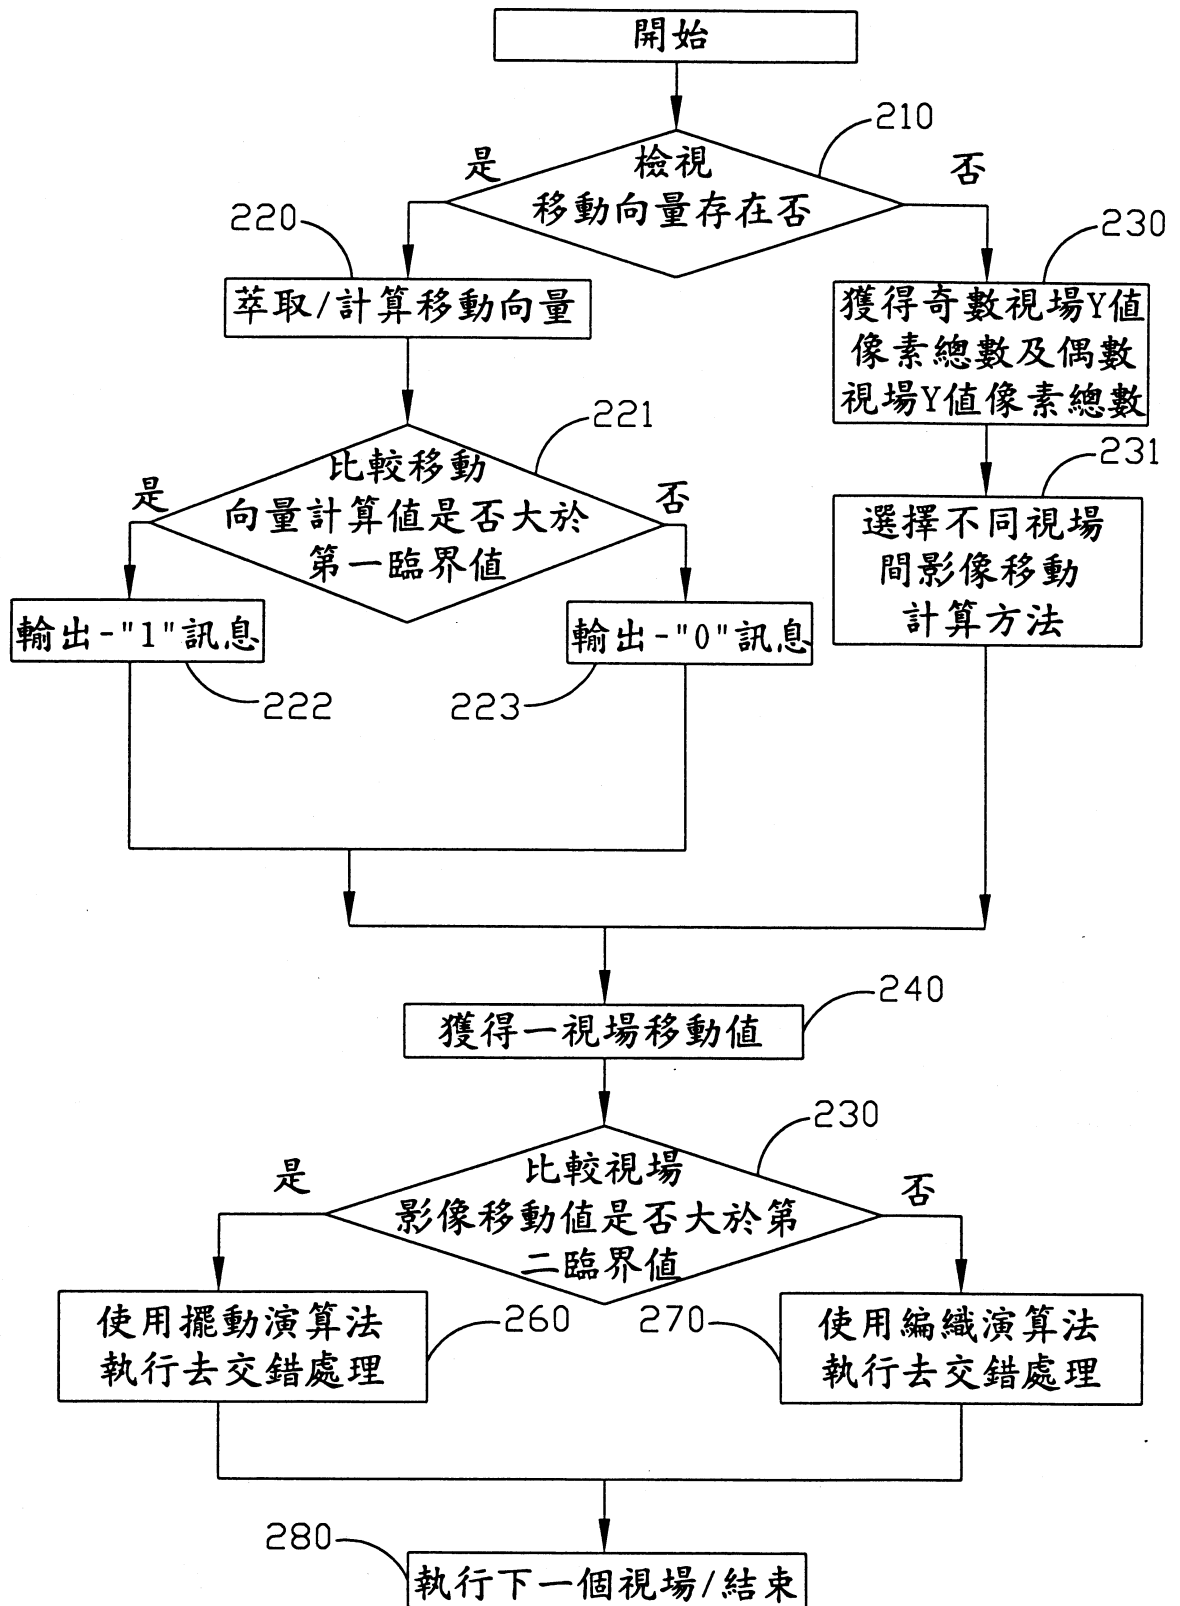 開始
210
檢視
移動向量存在否
是
否
220
萃取/計算移動向量
230
獲得奇數視場Y值
像素總數及偶數
視場Y值像素總數
221
比較移動
向量計算值是否大於
第一臨界值
是
否
231
選擇不同視場
間影像移動
計算方法
輸出-"1"訊息
222
輸出-"0"訊息
223
240
獲得一視場移動值
230
比較視場
影像移動值是否大於第
二臨界值
是
否
使用擺動演算法
執行去交錯處理
260
270
使用編織演算法
執行去交錯處理
280
執行下一個視場/結束